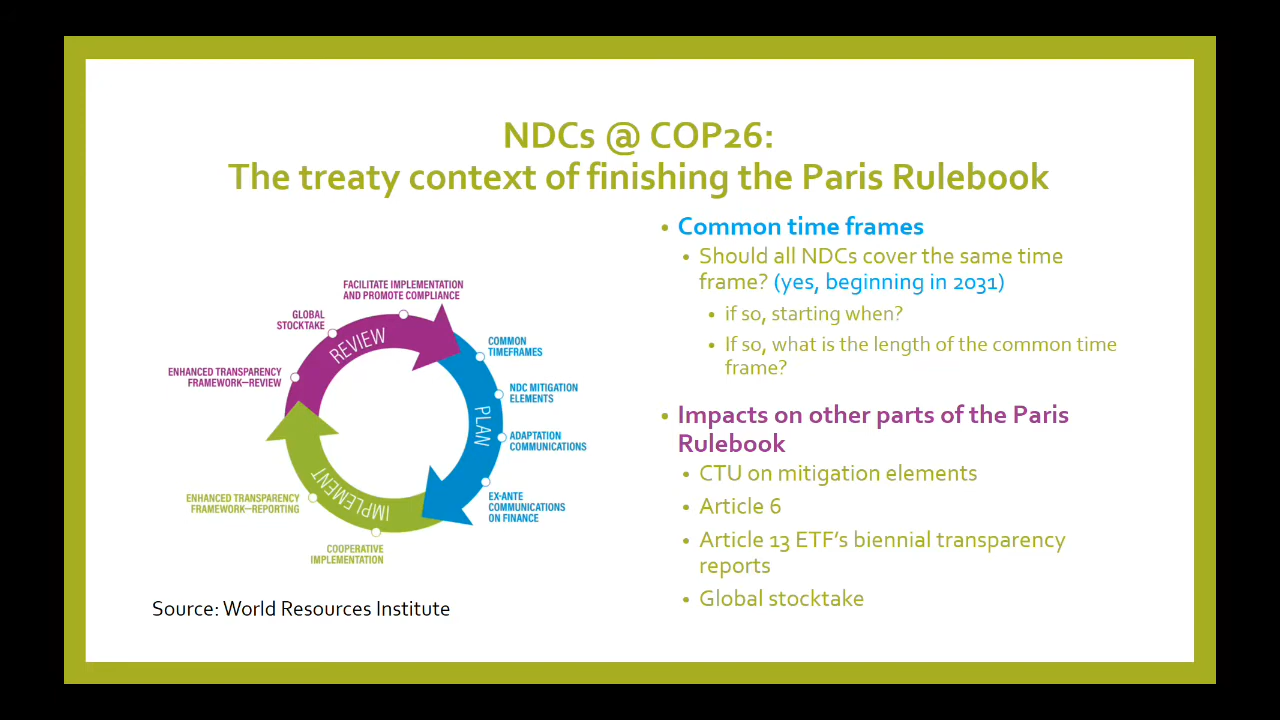 NDCs @ COP26:
The treaty context of finishing the Paris Rulebook
FACILITATE IMPLEMENTATION
AND PROMOTE COMPLIANCE
GLOBAL
STOCKTAKE
ENHANCED TRANSPARENCY
FRAMEWORK—REVIEW
REVIEW
COMMON
TIMEFRAMES
NDC MITIGATION
ELEMENTS
PLAN
ADAPTATION
COMMUNICATIONS
EX-ANTE
COMMUNICATIONS
ON FINANCE
IMPLEMENT
ENHANCED TRANSPARENCY
FRAMEWORK—REPORTING
COOPERATIVE
IMPLEMENTATION
Source: World Resources Institute
• Common time frames
• Should all NDCs cover the same time
frame? (yes, beginning in 2031)
• if so, starting when?
• If so, what is the length of the common time
frame?
• Impacts on other parts of the Paris
Rulebook
• CTU on mitigation elements
• Article 6
• Article 13 ETF's biennial transparency
reports
• Global stocktake